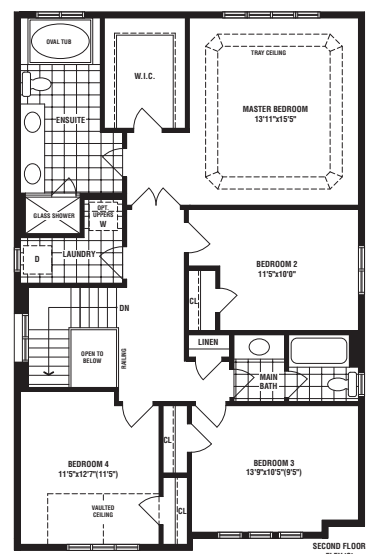 OVAL TUB
W.I.C.
TRAY CEILING
MASTER BEDROOM
13'11"x15'5"
ENSUITE
GLASS SHOWER
OPT.
UPPERS
W
D
LAUNDRY
BEDROOM 2
11'5"x10'0"
CL
DN
OPEN TO
BELOW
RAILING
LINEN
MAIN
BATH
BEDROOM 4
11'5"x12'7"(11'5")
VAULTED
CEILING
CL
CL
BEDROOM 3
13'9"x10'5"(9'5")
SECOND FLOOR